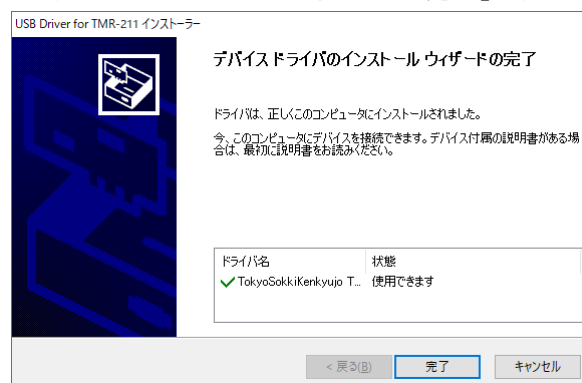 USB Driver for TMR-211 インストーラー
デバイス ドライバのインストール ウィザードの完了
ドライバは、正しくこのコンピュータにインストールされました。
今、このコンピュータにデバイスを接続できます。デバイス付属の説明書がある場
合は、最初に説明書をお読みください。
ドライバ名 状態
TokyoSokkiKenkyujo T... 使用できます
< 戻る(B) 完了 キャンセル